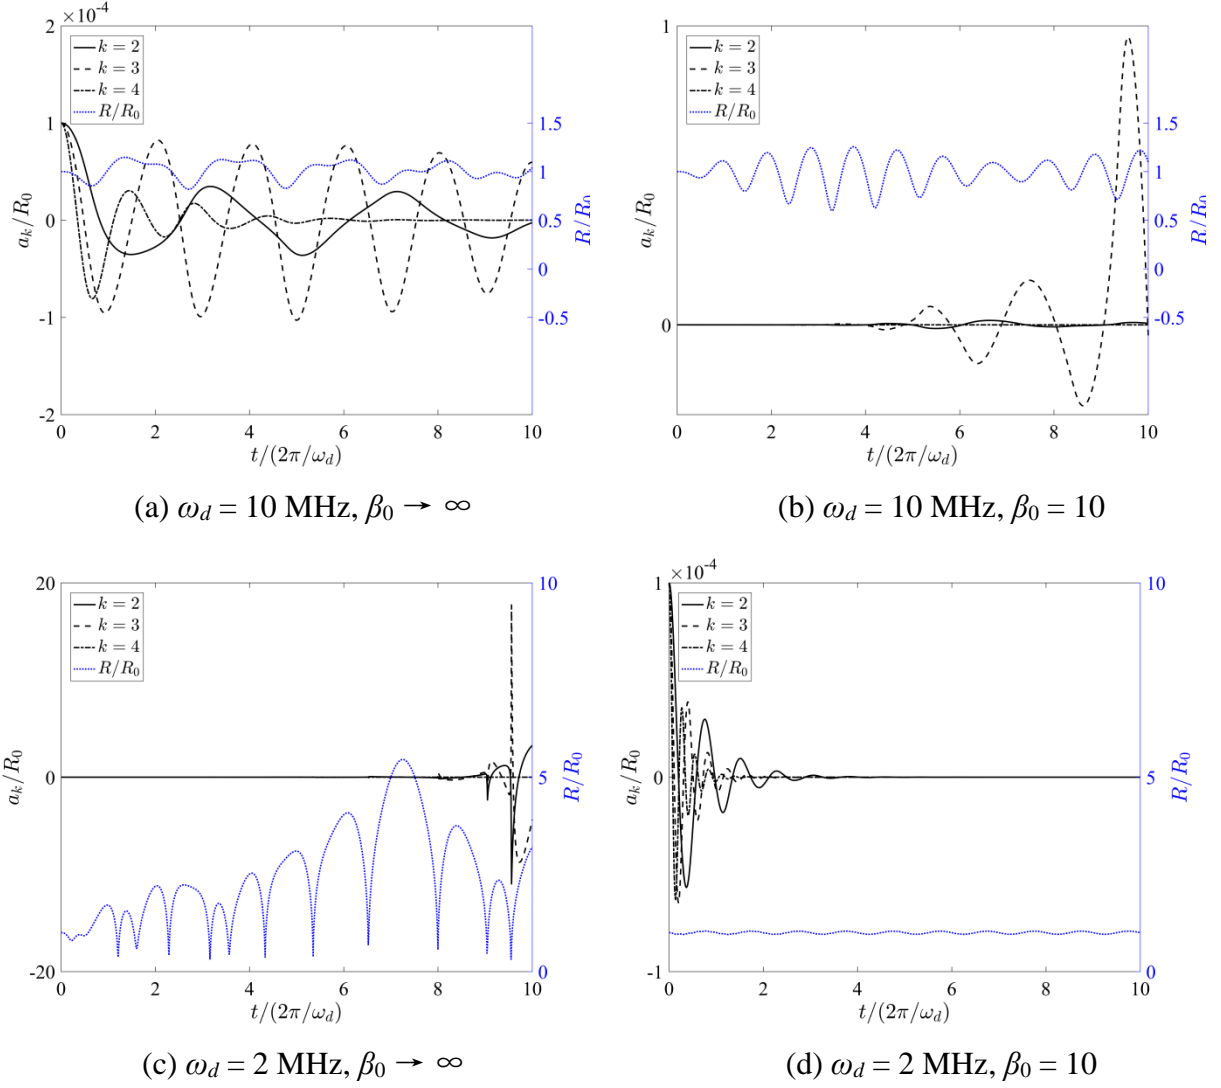 ×10⁻⁴
2
1
0
-1
-2
a_k/R_0
k = 2
k = 3
k = 4
R/R_0
1.5
1
0.5
0
-0.5
R/R_0
0 2 4 6 8 10
t/(2π/ω_d)
(a) ω_d = 10 MHz, β_0 → ∞
1
0
a_k/R_0
k = 2
k = 3
k = 4
R/R_0
1.5
1
0.5
0
-0.5
R/R_0
0 2 4 6 8 10
t/(2π/ω_d)
(b) ω_d = 10 MHz, β_0 = 10
20
10
0
-10
-20
a_k/R_0
k = 2
k = 3
k = 4
R/R_0
10
5
0
R/R_0
0 2 4 6 8 10
t/(2π/ω_d)
(c) ω_d = 2 MHz, β_0 → ∞
×10⁻⁴
1
0
-1
a_k/R_0
k = 2
k = 3
k = 4
R/R_0
10
5
0
R/R_0
0 2 4 6 8 10
t/(2π/ω_d)
(d) ω_d = 2 MHz, β_0 = 10